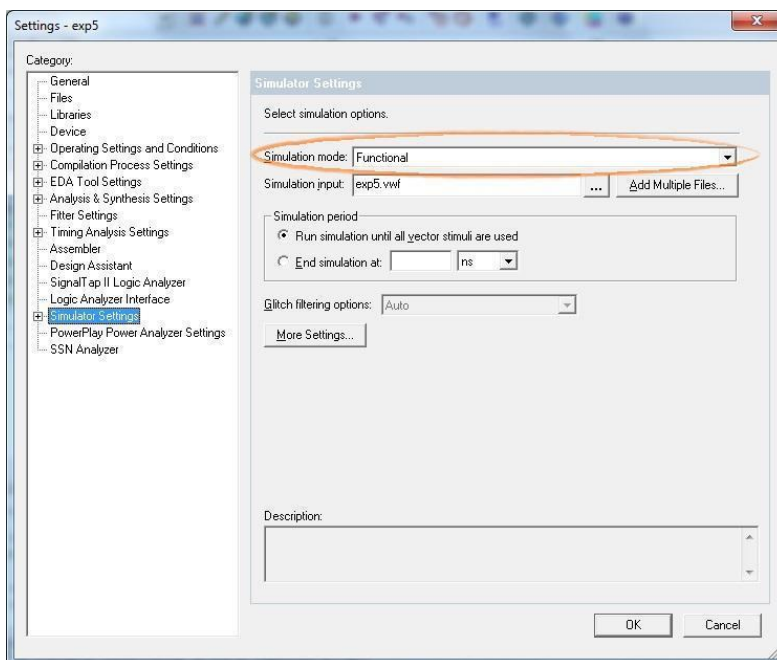 Settings - exp5
Category:
General
Files
Libraries
Device
Operating Settings and Conditions
Compilation Process Settings
EDA Tool Settings
Analysis & Synthesis Settings
Fitter Settings
Timing Analysis Settings
Assembler
Design Assistant
SignalTap II Logic Analyzer
Logic Analyzer Interface
Simulator Settings
PowerPlay Power Analyzer Settings
SSN Analyzer
Simulator Settings
Select simulation options.
Simulation mode: Functional
Simulation input: exp5.vwf ... Add Multiple Files...
Simulation period
Run simulation until all vector stimuli are used
End simulation at: ns
Glitch filtering options: Auto
More Settings...
Description:
OK Cancel